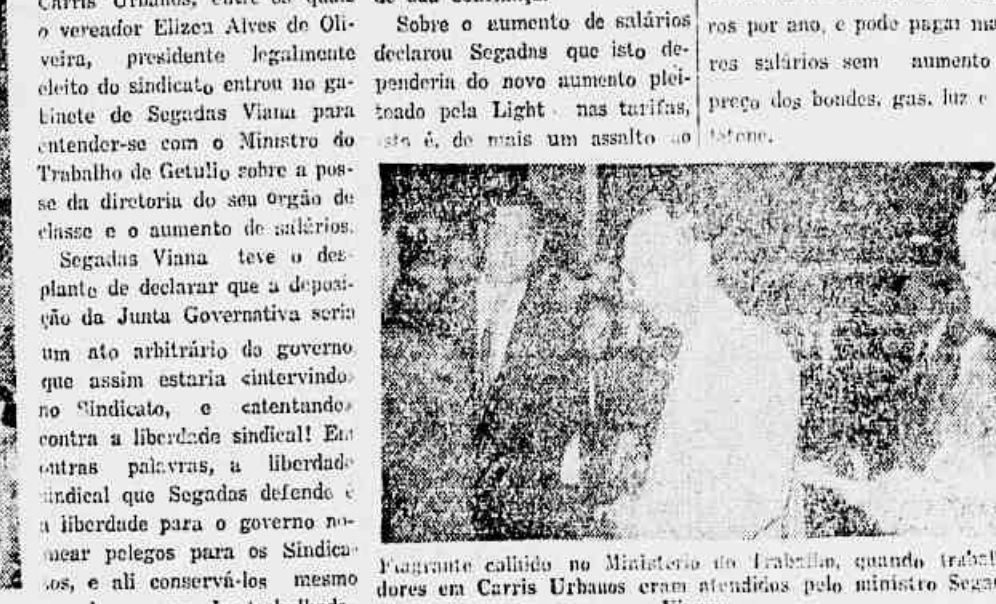 Carris Urbanos, entre os quais
o vereador Elizeu Alves de Oli-
veira, presidente legalmente
eleito do sindicato entrou no ga-
binete de Segadas Viana para
entender-se com o Ministro do
Trabalho de Getulio sobre a pos-
se da diretoria do seu orgão de
classe e o aumento de salários.
Segadas Viana teve o des-
plante de declarar que a deposi-
ção da Junta Governativa seria
um ato arbitrário do governo
que assim estaria «intervindo»
no Sindicato, e «atentando»
contra a liberdade sindical! Em
outras palavras, a liberdade
sindical que Segadas defende é
a liberdade para o governo no-
mear pelegos para os Sindica-
tos, e ali conservá-los mesmo
Sobre o aumento de salários
declarou Segadas que isto de-
penderia do novo aumento plei-
teado pela Light nas tarifas,
isto é, de mais um assalto ao
ros por ano, e pode pagar ma
res salários sem aumento
preço dos bondes, gas, luz e
Flagrante colhido no Ministerio do Trabalho, quando trabal
dores em Carris Urbanos eram atendidos pelo ministro Sega
Viana